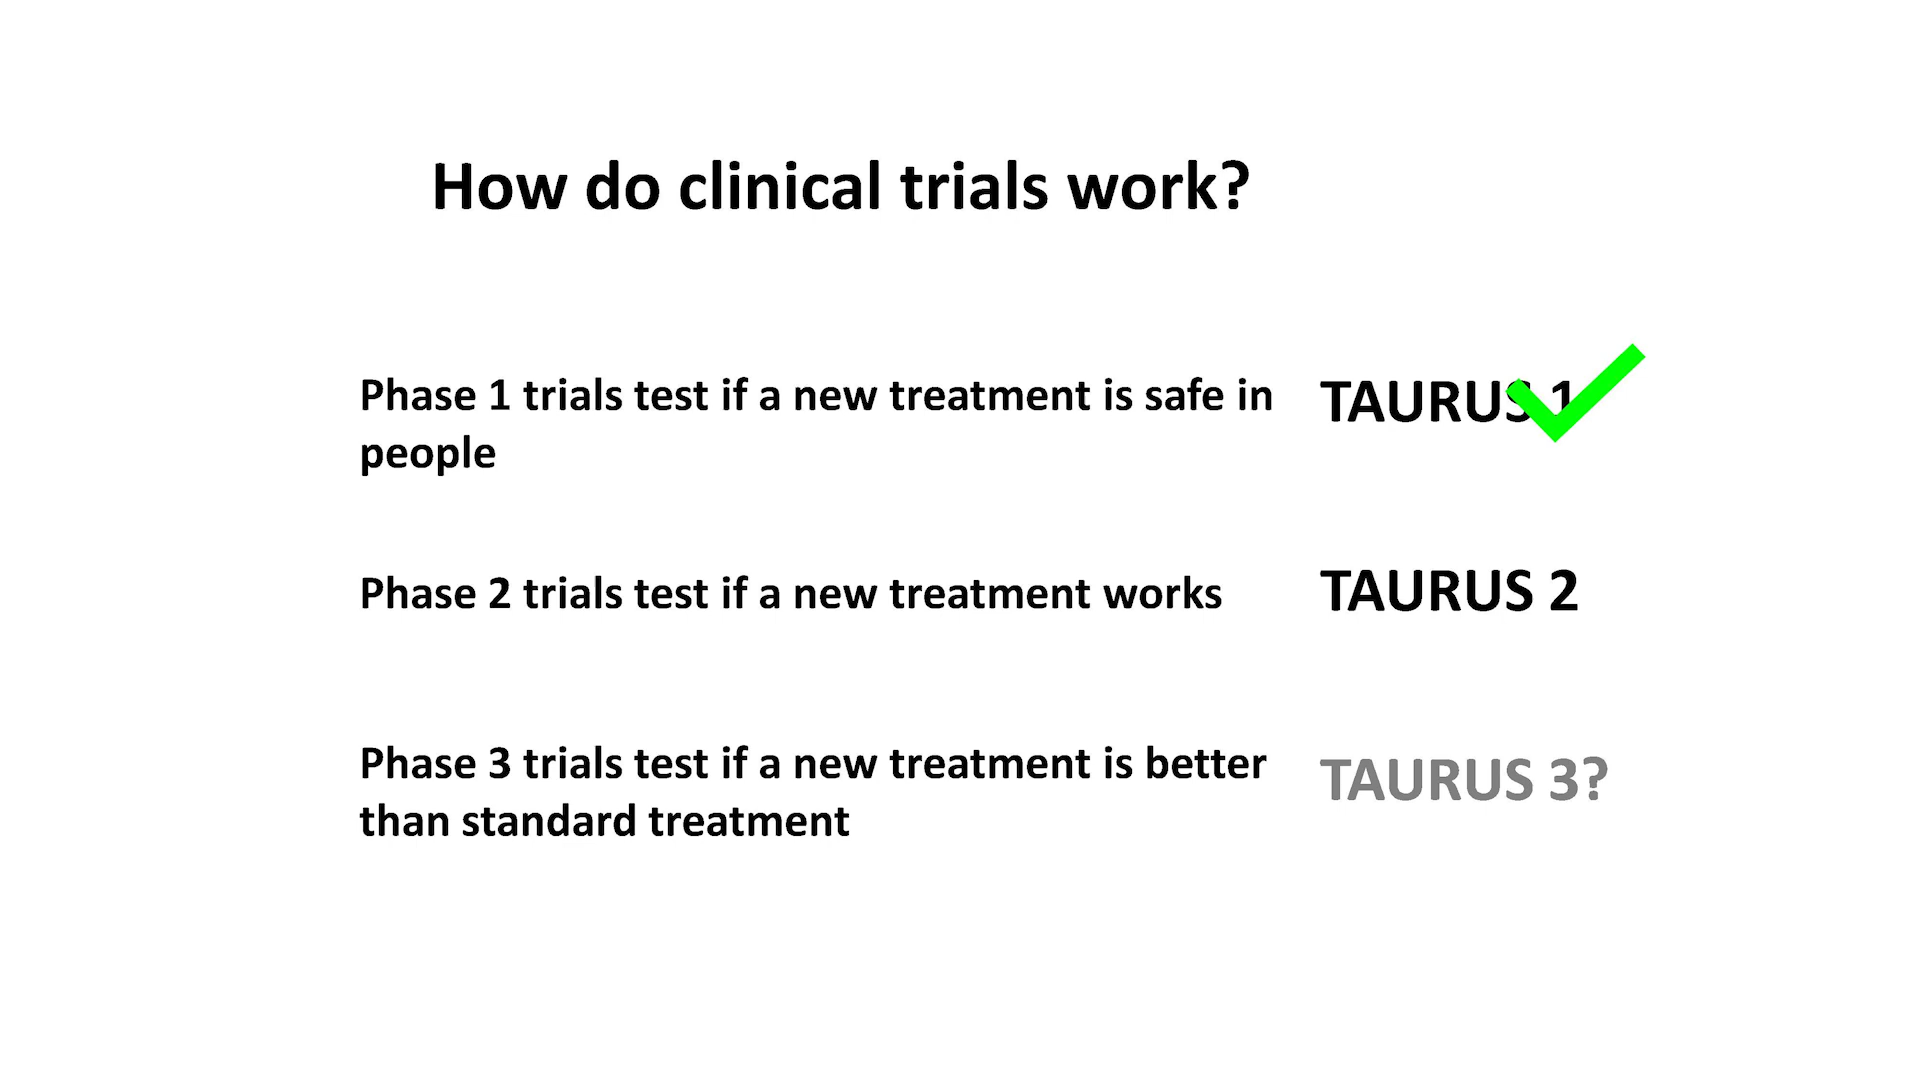 How do clinical trials work?
Phase 1 trials test if a new treatment is safe in
people
TAURUS 1
Phase 2 trials test if a new treatment works
TAURUS 2
Phase 3 trials test if a new treatment is better
than standard treatment
TAURUS 3?